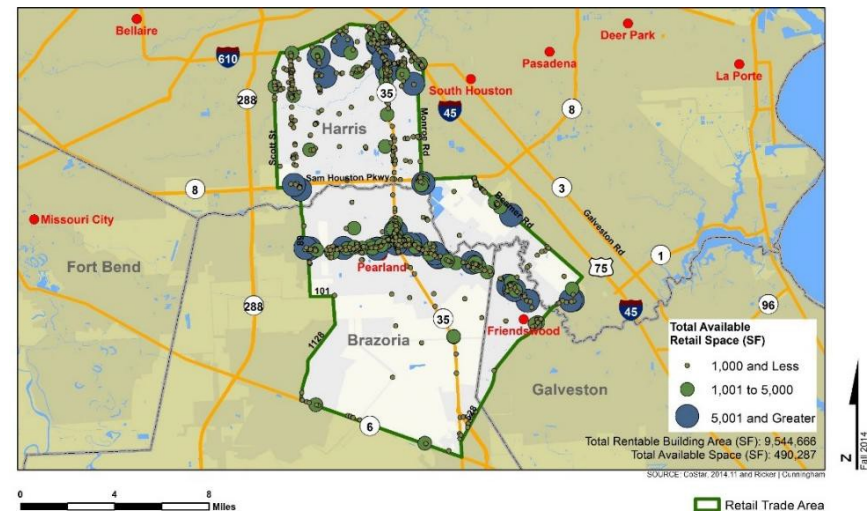 Bellaire
Deer Park
Pasadena
La Porte
610
288
South Houston
35
45
8
Harris
Scott St
Monroe Rd
Sam Houston Pkwy
8
3
Missouri City
Galveston Rd
Fort Bend
Pearland
75
1
288
101
35
45
96
1128
Brazoria
Friendswood
Galveston
6
Total Available
Retail Space (SF)
1,000 and Less
1,001 to 5,000
5,001 and Greater
Total Rentable Building Area (SF): 9,544,666
Total Available Space (SF): 490,287
SOURCE: CoStar, 2014.11 and Ricker | Cunningham
Z
Fall 2014
0 4 8
Miles
Retail Trade Area